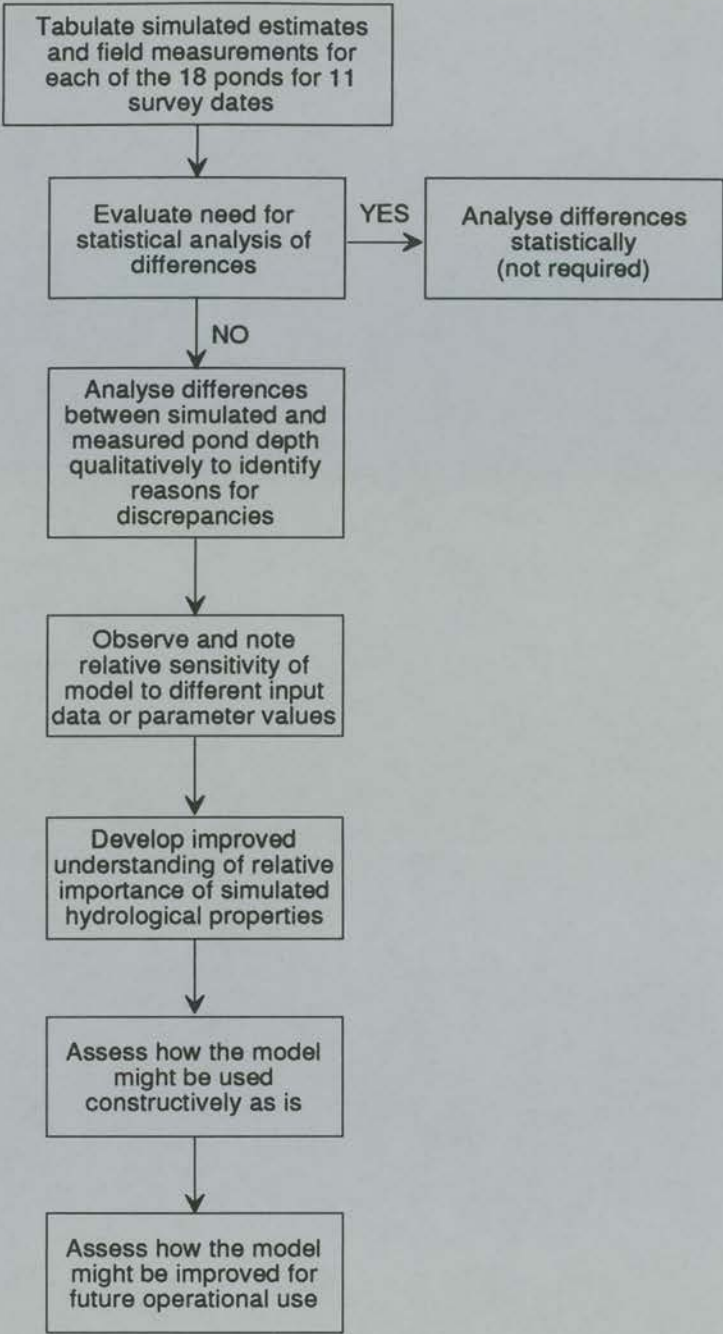 Tabulate simulated estimates
and field measurements for
each of the 18 ponds for 11
survey dates
Evaluate need for
statistical analysis of
differences
YES
Analyse differences
statistically
(not required)
NO
Analyse differences
between simulated and
measured pond depth
qualitatively to identify
reasons for
discrepancies
Observe and note
relative sensitivity of
model to different input
data or parameter values
Develop improved
understanding of relative
importance of simulated
hydrological properties
Assess how the model
might be used
constructively as is
Assess how the model
might be improved for
future operational use